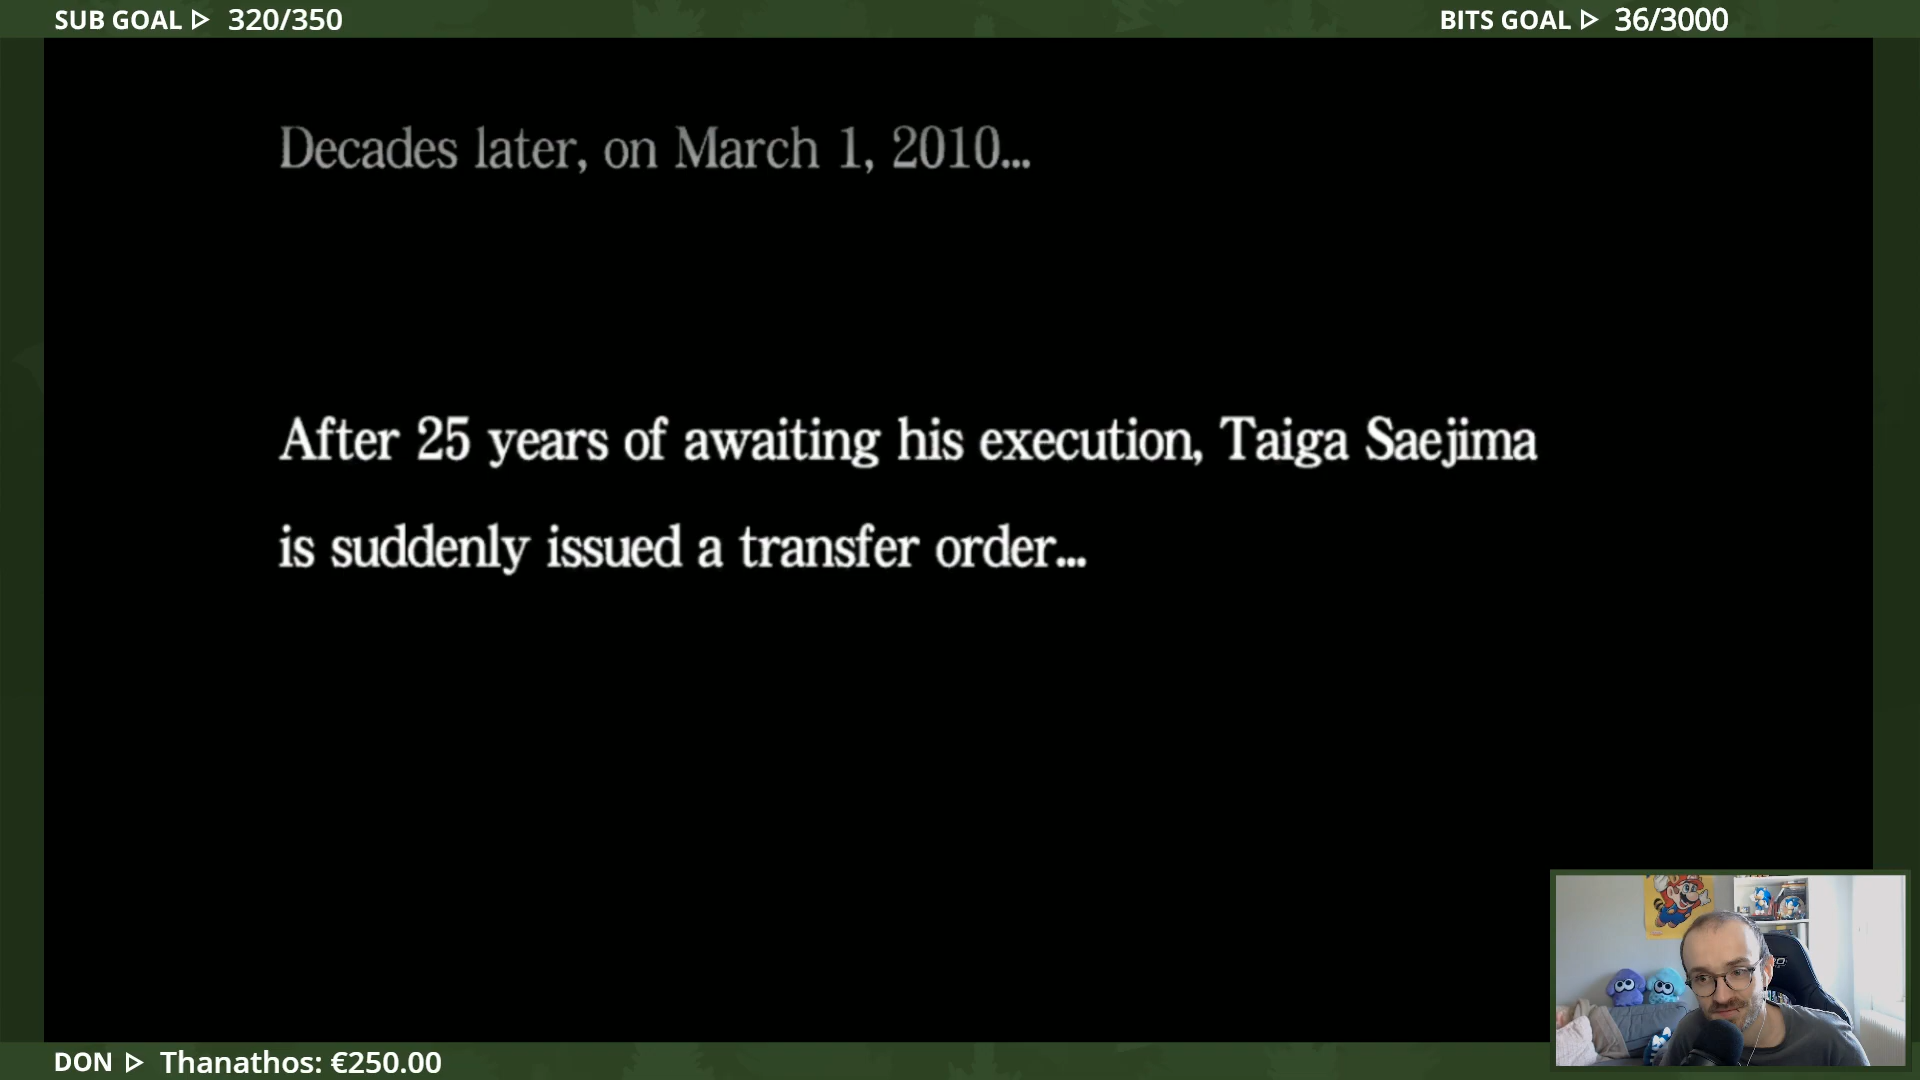 SUB GOAL ▷ 320/350
BITS GOAL ▷ 36/3000
Decades later, on March 1, 2010...
After 25 years of awaiting his execution, Taiga Saejima
is suddenly issued a transfer order...
DON ▷ Thanathos: €250.00